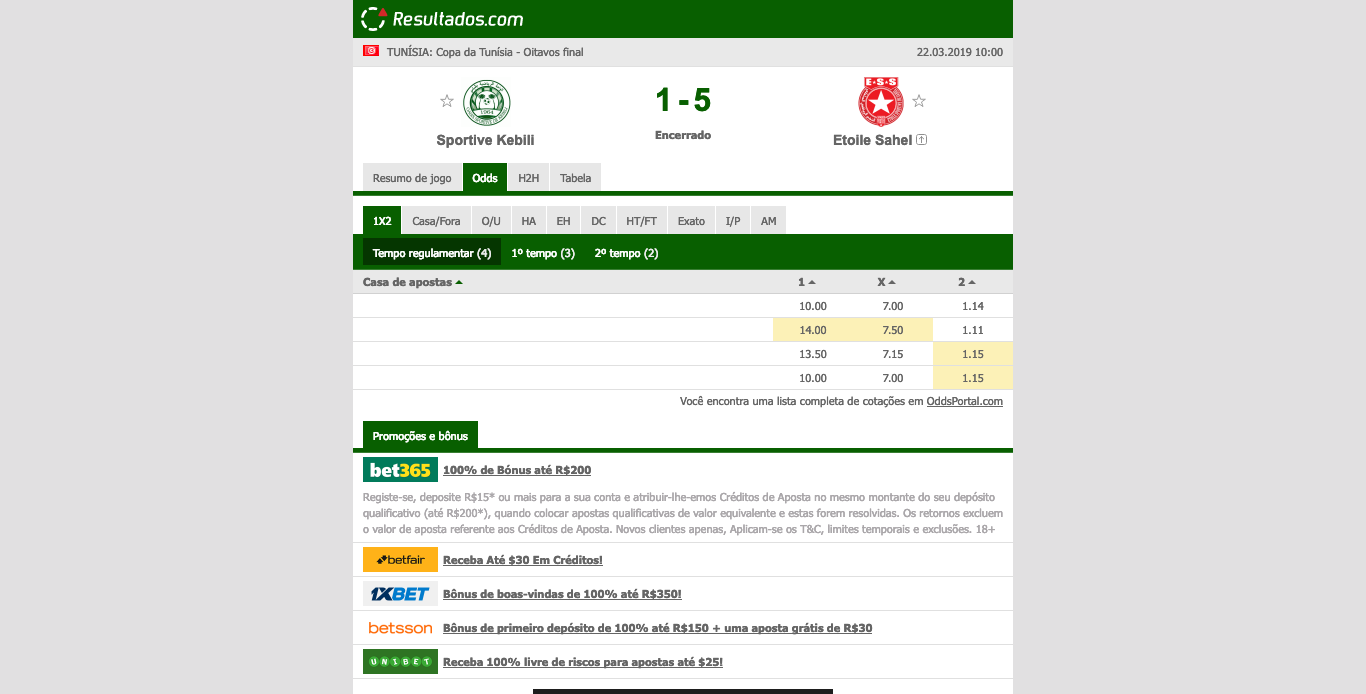 Resultados.com
TUNÍSIA: Copa da Tunísia - Oitavos final 22.03.2019 10:00
1964
E S S
1 - 5
Encerrado
Sportive Kebili Etoile Sahel
Resumo de jogo Odds H2H Tabela
1X2 Casa/Fora O/U HA EH DC HT/FT Exato I/P AM
Tempo regulamentar (4) 1º tempo (3) 2º tempo (2)
Casa de apostas 1 X 2
10.00 7.00 1.14
14.00 7.50 1.11
13.50 7.15 1.15
10.00 7.00 1.15
Você encontra uma lista completa de cotações em OddsPortal.com
Promoções e bônus
bet365 100% de Bónus até R$200
Registe-se, deposite R$15* ou mais para a sua conta e atribuir-lhe-emos Créditos de Aposta no mesmo montante do seu depósito
qualificativo (até R$200*), quando colocar apostas qualificativas de valor equivalente e estas forem resolvidas. Os retornos excluem
o valor de aposta referente aos Créditos de Aposta. Novos clientes apenas, Aplicam-se os T&C, limites temporais e exclusões. 18+
betfair Receba Até $30 Em Créditos!
1XBET Bônus de boas-vindas de 100% até R$350!
betsson Bônus de primeiro depósito de 100% até R$150 + uma aposta grátis de R$30
UNIBET Receba 100% livre de riscos para apostas até $25!